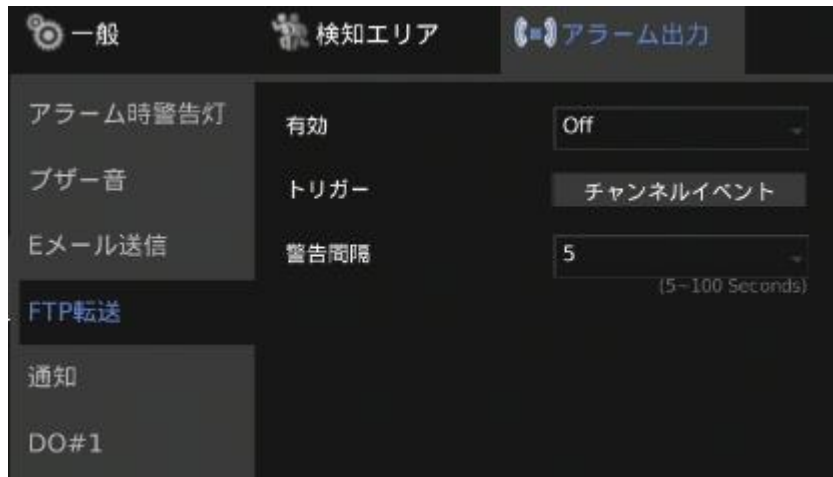 一般
検知エリア
アラーム出力
アラーム時警告灯
ブザー音
Eメール送信
FTP転送
通知
DO#1
有効
Off
トリガー
チャンネルイベント
警告間隔
5
(5~100 Seconds)